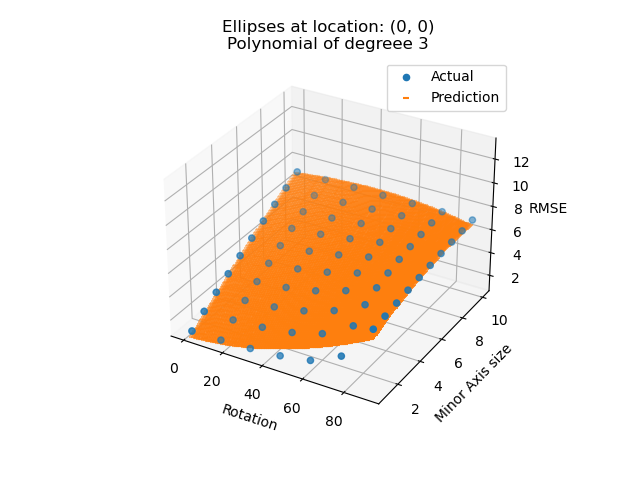 Ellipses at location: (0, 0)
Polynomial of degreee 3
Actual
Prediction
12
10
8
6
4
2
RMSE
10
8
6
4
2
Minor Axis size
0
20
40
60
80
Rotation